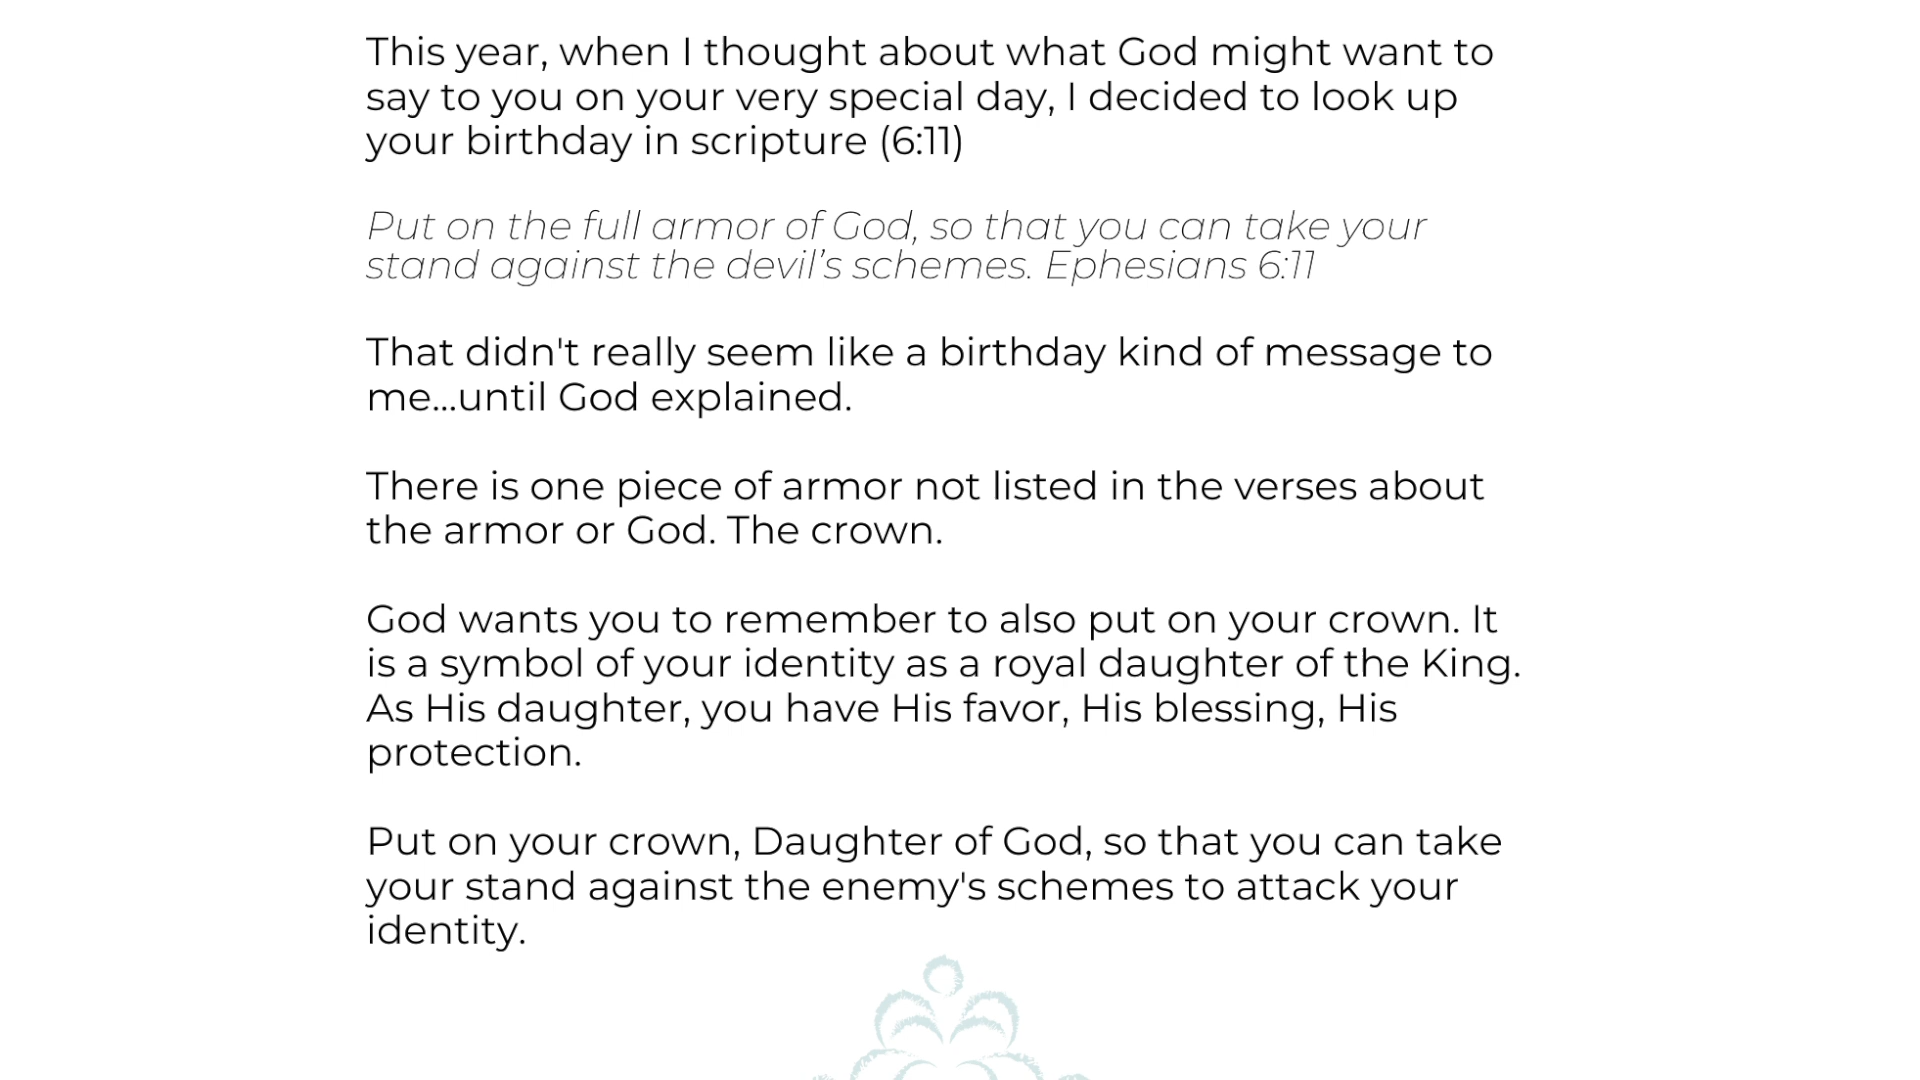 This year, when I thought about what God might want to
say to you on your very special day, I decided to look up
your birthday in scripture (6:11)
Put on the full armor of God, so that you can take your
stand against the devil’s schemes. Ephesians 6:11
That didn't really seem like a birthday kind of message to
me...until God explained.
There is one piece of armor not listed in the verses about
the armor or God. The crown.
God wants you to remember to also put on your crown. It
is a symbol of your identity as a royal daughter of the King.
As His daughter, you have His favor, His blessing, His
protection.
Put on your crown, Daughter of God, so that you can take
your stand against the enemy's schemes to attack your
identity.